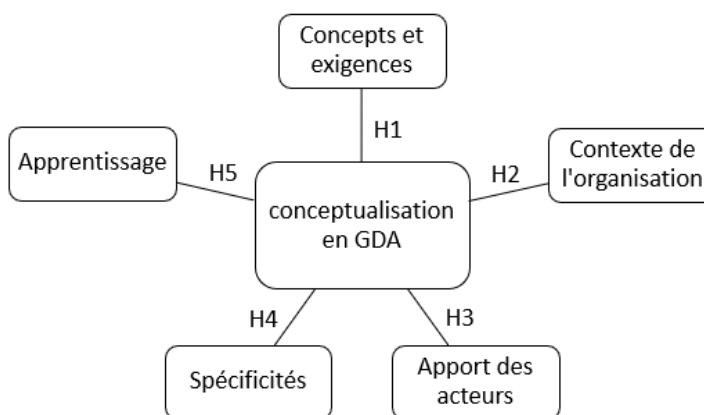 Concepts et
exigences
H1
Apprentissage
H5
Contexte de
l'organisation
H2
conceptualisation
en GDA
H4
H3
Spécificités
Apport des
acteurs